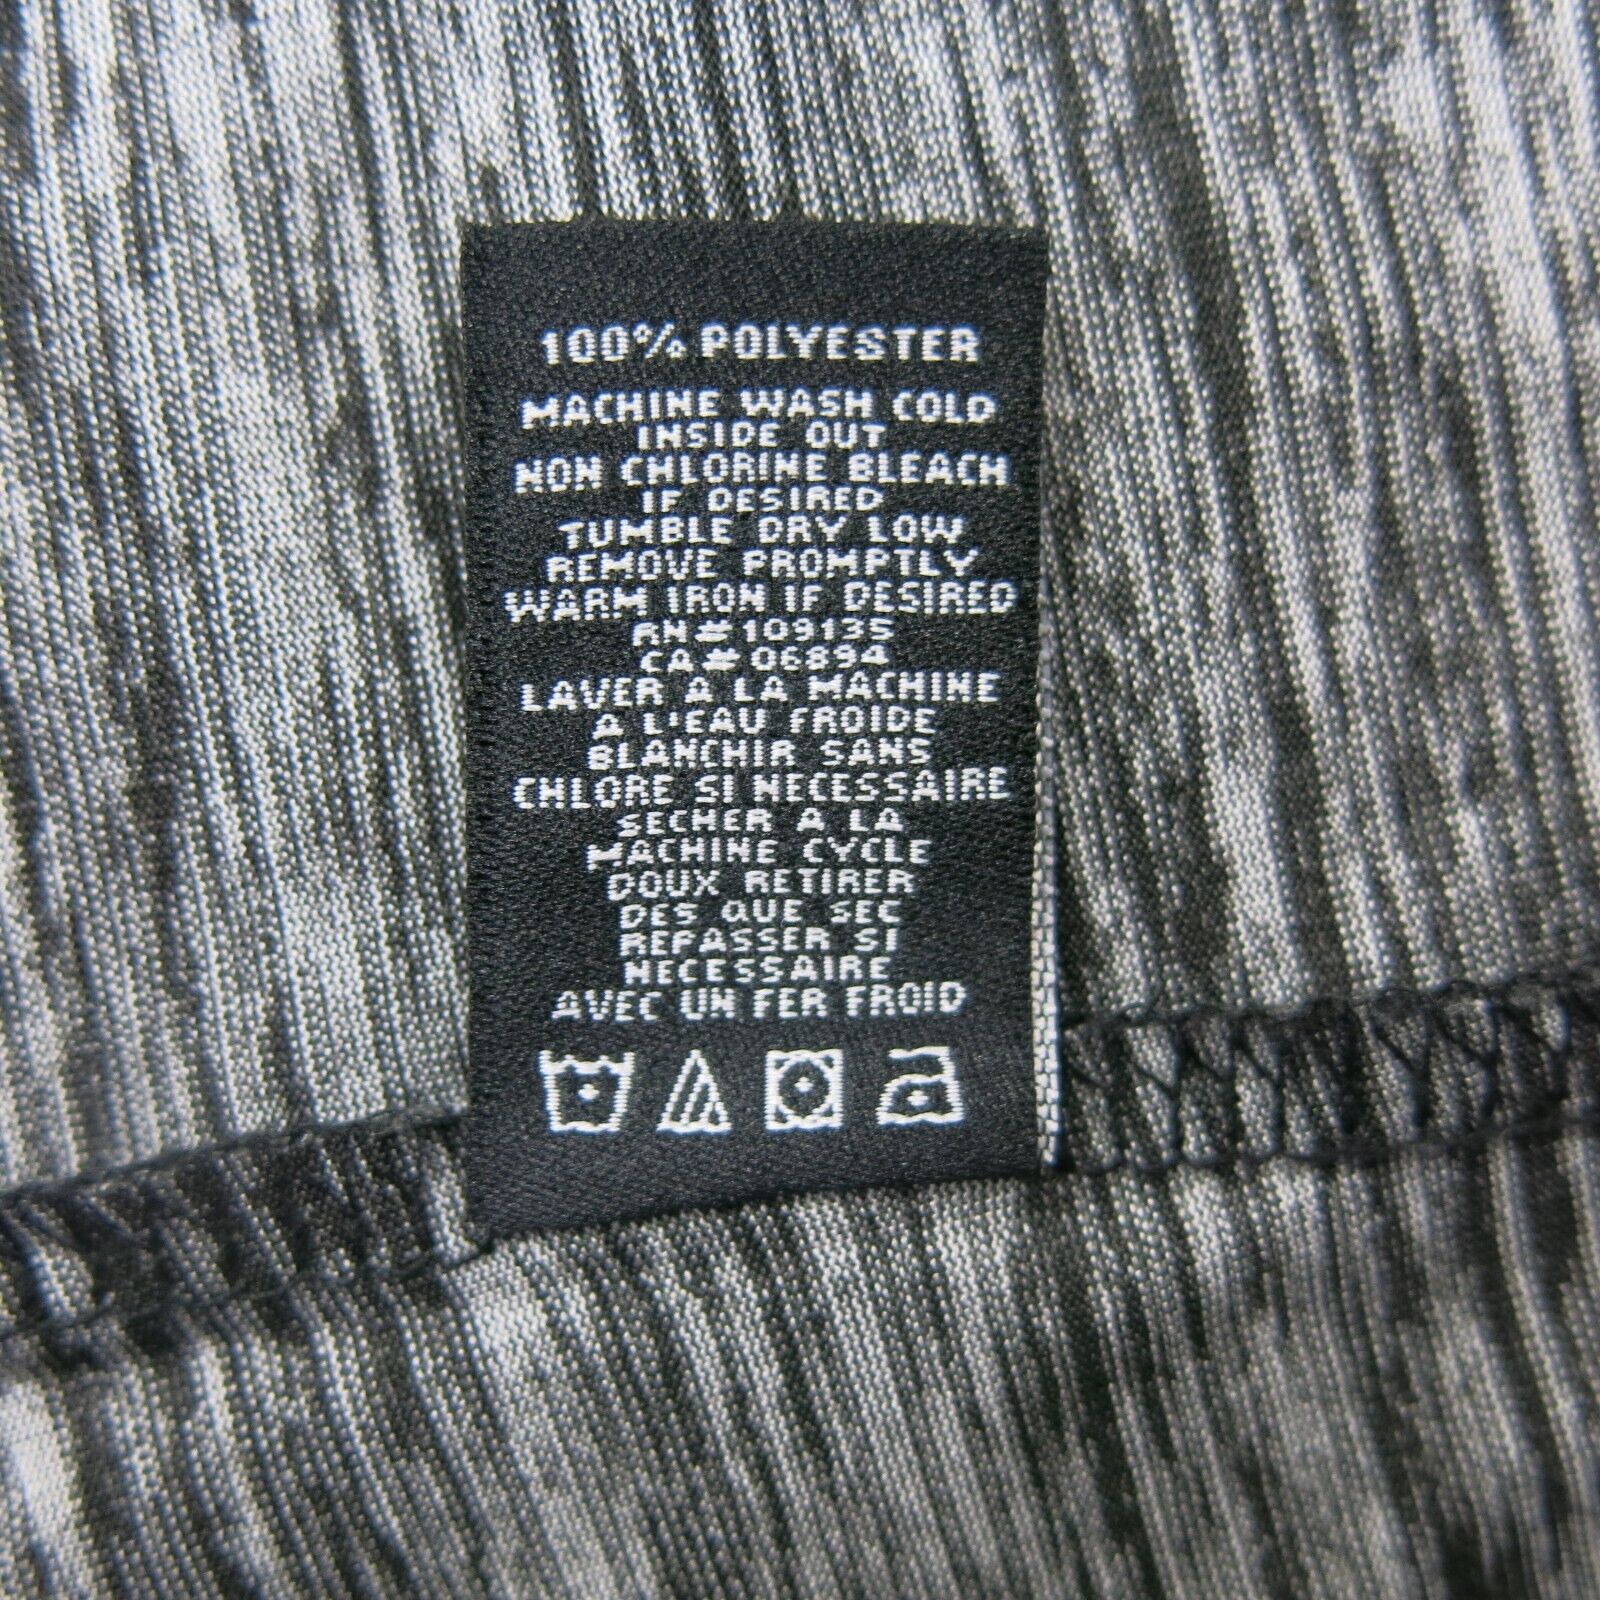 100% POLYESTER
MACHINE WASH COLD
INSIDE OUT
NON CHLORINE BLEACH
IF DESIRED
TUMBLE DRY LOW
REMOVE PROMPTLY
WARM IRON IF DESIRED
RN#109135
CA#06894
LAVER A LA MACHINE
A L'EAU FROIDE
BLANCHIR SANS
CHLORE SI NECESSAIRE
SECHER A LA
MACHINE CYCLE
DOUX RETIRER
DES QUE SEC
REPASSER SI
NECESSAIRE
AVEC UN FER FROID